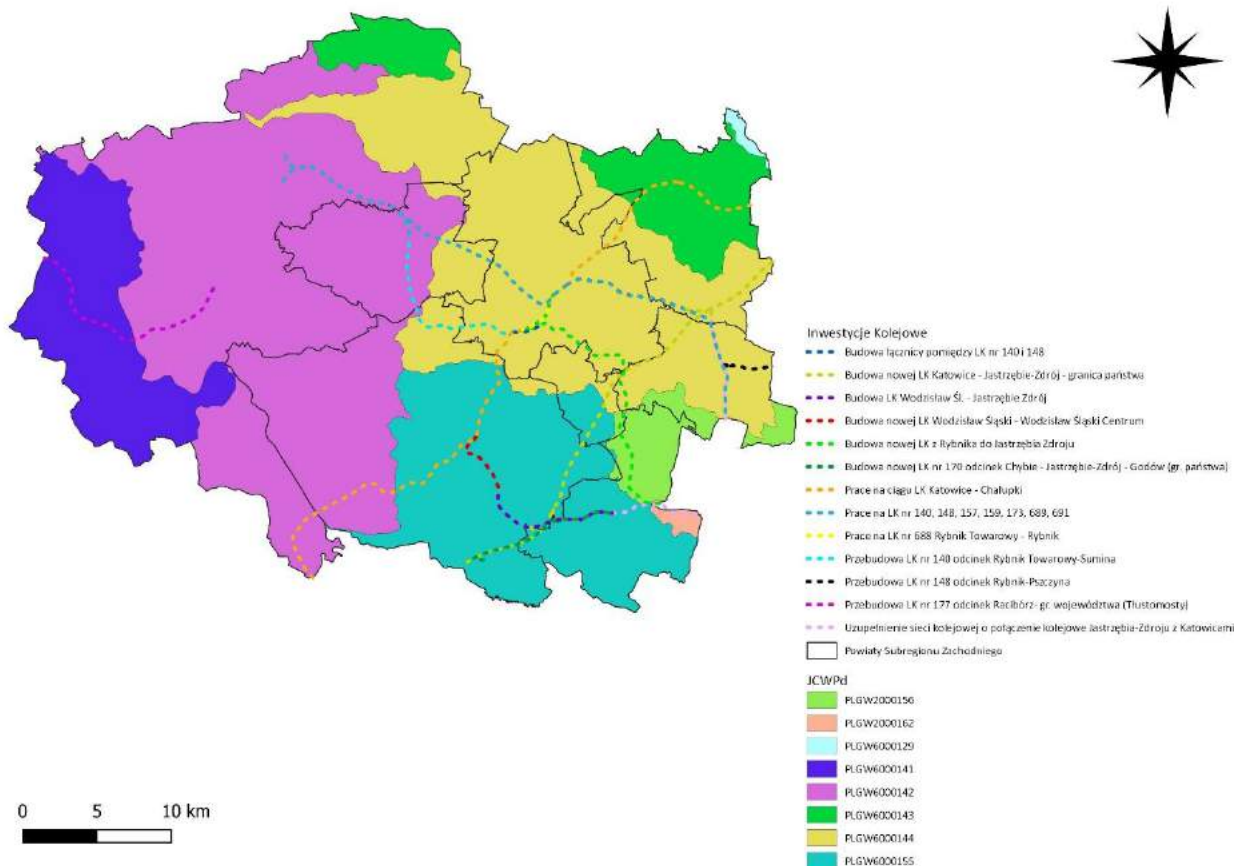 Inwestycje Kolejowe
Budowa łącznicy pomiędzy LK nr 140 i 148
Budowa nowej LK Katowice - Jastrzębie-Zdrój - granica państwa
Budowa LK Wodzisław Śl. - Jastrzębie Zdrój
Budowa nowej LK Wodzisław Śląski - Wodzisław Śląski Centrum
Budowa nowej LK z Rybnika do Jastrzębia Zdroju
Budowa nowej LK nr 170 odcinek Chybie - Jastrzębie-Zdrój - Godów (gr. państwa)
Prace na ciągu LK Katowice - Chałupki
Prace na LK nr 140, 148, 157, 159, 173, 689, 691
Prace na LK nr 688 Rybnik Towarowy - Rybnik
Przebudowa LK nr 140 odcinek Rybnik Towarowy-Sumina
Przebudowa LK nr 148 odcinek Rybnik-Pszczyna
Przebudowa LK nr 177 odcinek Racibórz- gr. województwa (Tłustomosty)
Uzupełnienie sieci kolejowej o połączenie kolejowe Jastrzębia-Zdroju z Katowicami
Powiaty Subregionu Zachodniego
JCWPd
PLGW2000156
PLGW2000162
PLGW6000129
PLGW6000141
PLGW6000142
PLGW6000143
PLGW6000144
PLGW6000155
0 5 10 km